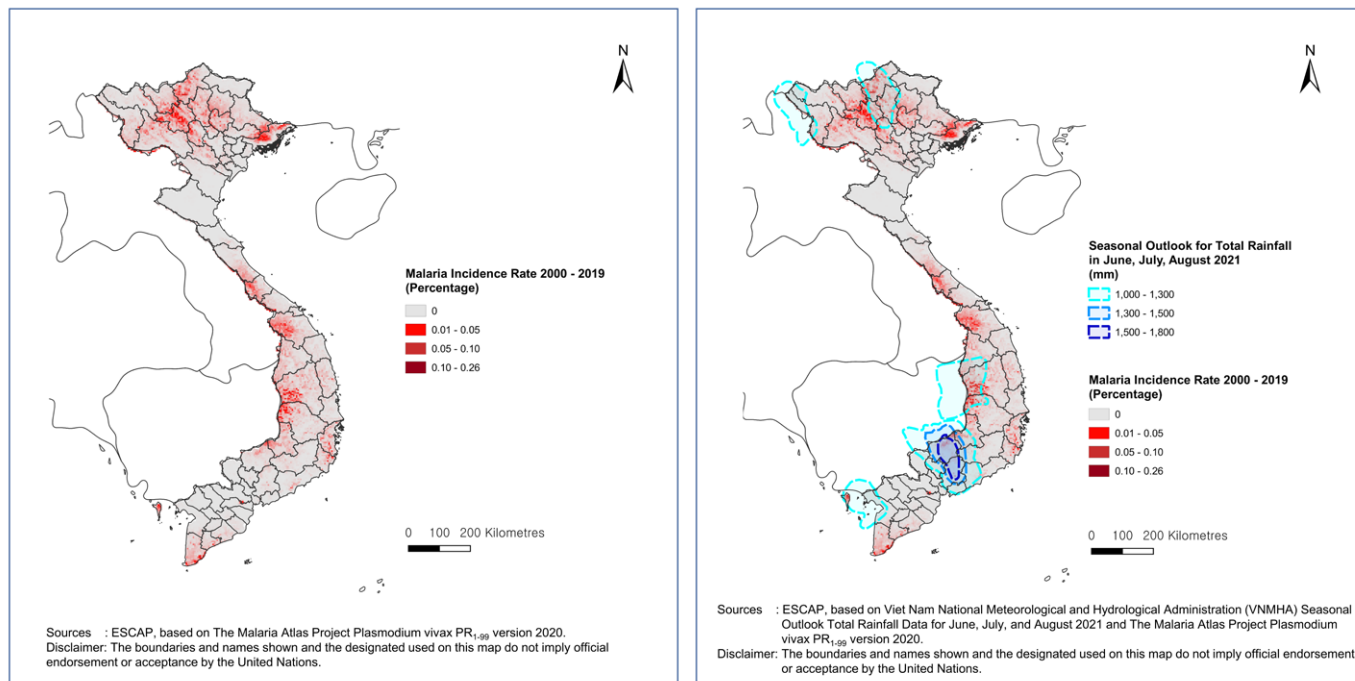 N
Malaria Incidence Rate 2000 - 2019
(Percentage)
0
0.01 - 0.05
0.05 - 0.10
0.10 - 0.26
0 100 200 Kilometres
Sources : ESCAP, based on The Malaria Atlas Project Plasmodium vivax PR1-99 version 2020.
Disclaimer: The boundaries and names shown and the designated used on this map do not imply official
endorsement or acceptance by the United Nations.
N
Seasonal Outlook for Total Rainfall
in June, July, August 2021
(mm)
1,000 - 1,300
1,300 - 1,500
1,500 - 1,800
Malaria Incidence Rate 2000 - 2019
(Percentage)
0
0.01 - 0.05
0.05 - 0.10
0.10 - 0.26
0 100 200 Kilometres
Sources : ESCAP, based on Viet Nam National Meteorological and Hydrological Administration (VNMHA) Seasonal
Outlook Total Rainfall Data for June, July, and August 2021 and The Malaria Atlas Project Plasmodium
vivax PR1-99 version 2020.
Disclaimer: The boundaries and names shown and the designated used on this map do not imply official endorsement
or acceptance by the United Nations.